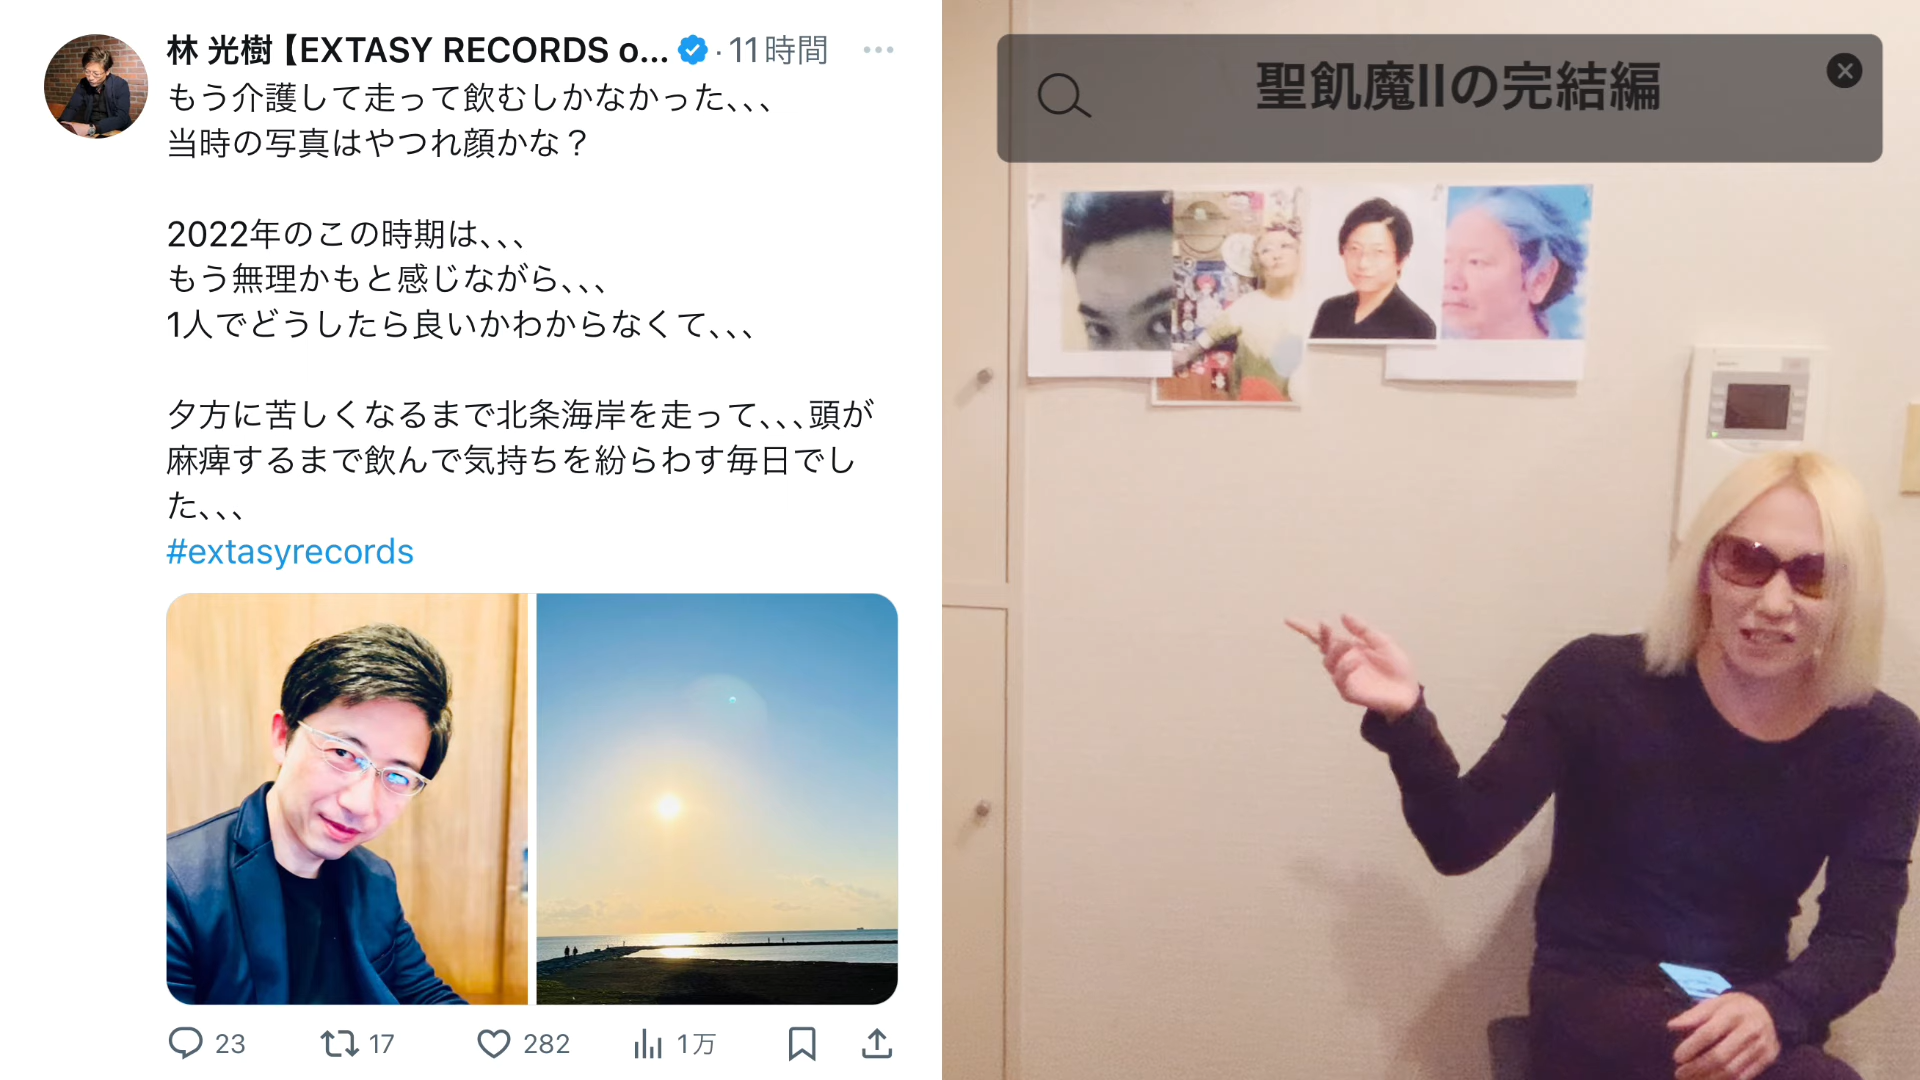 林 光樹【EXTASY RECORDS o... · 11時間
もう介護して走って飲むしかなかった、、、
当時の写真はやつれ顔かな？
2022年のこの時期は、、、
もう無理かもと感じながら、、、
1人でどうしたら良いかわからなくて、、、
夕方に苦しくなるまで北条海岸を走って、、、頭が
麻痺するまで飲んで気持ちを紛らわす毎日でし
た、、、
#extasyrecords
23 17 282 1万
聖飢魔IIの完結編